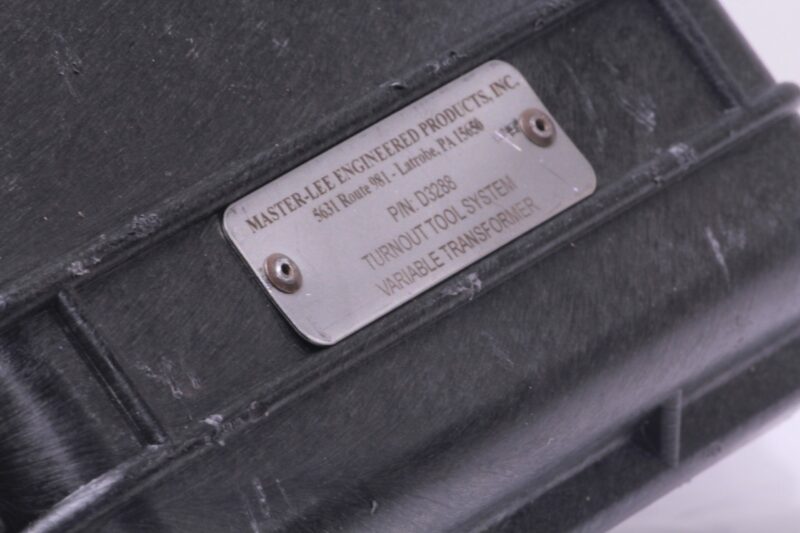 MASTER-LEE ENGINEERED PRODUCTS, INC.
5631 Route 981 - Latrobe, PA 15650
P/N: D3288
TURNOUT TOOL SYSTEM
VARIABLE TRANSFORMER